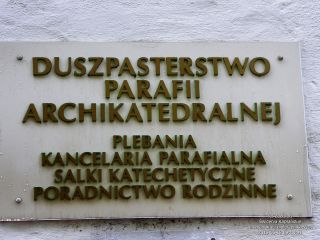 DUSZPASTERSTWO
PARAFII
ARCHIKATEDRALNEJ
PLEBANIA
KANCELARIA PARAFIALNA
SALKI KATECHETYCZNE
PORADNICTWO RODZINNE